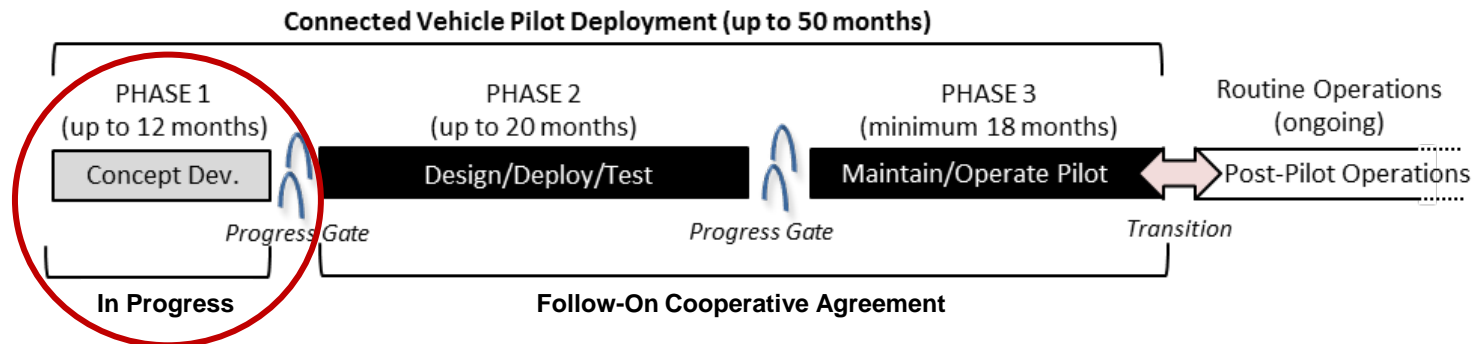 Connected Vehicle Pilot Deployment (up to 50 months)
PHASE 1
(up to 12 months)
Concept Dev.
Progress Gate
PHASE 2
(up to 20 months)
Design/Deploy/Test
Progress Gate
PHASE 3
(minimum 18 months)
Maintain/Operate Pilot
Transition
Routine Operations
(ongoing)
Post-Pilot Operations
In Progress
Follow-On Cooperative Agreement